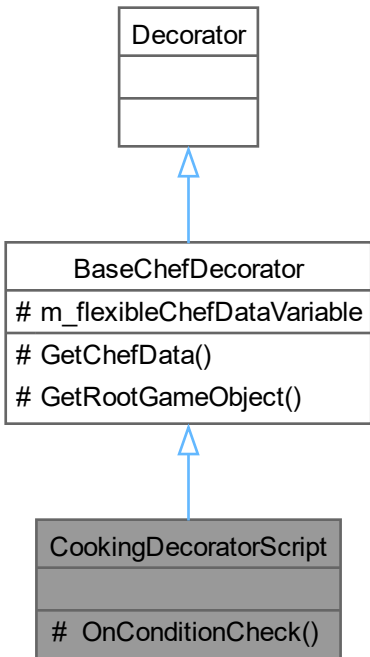 Decorator
BaseChefDecorator
# m_flexibleChefDataVariable
# GetChefData()
# GetRootGameObject()
CookingDecoratorScript
# OnConditionCheck()